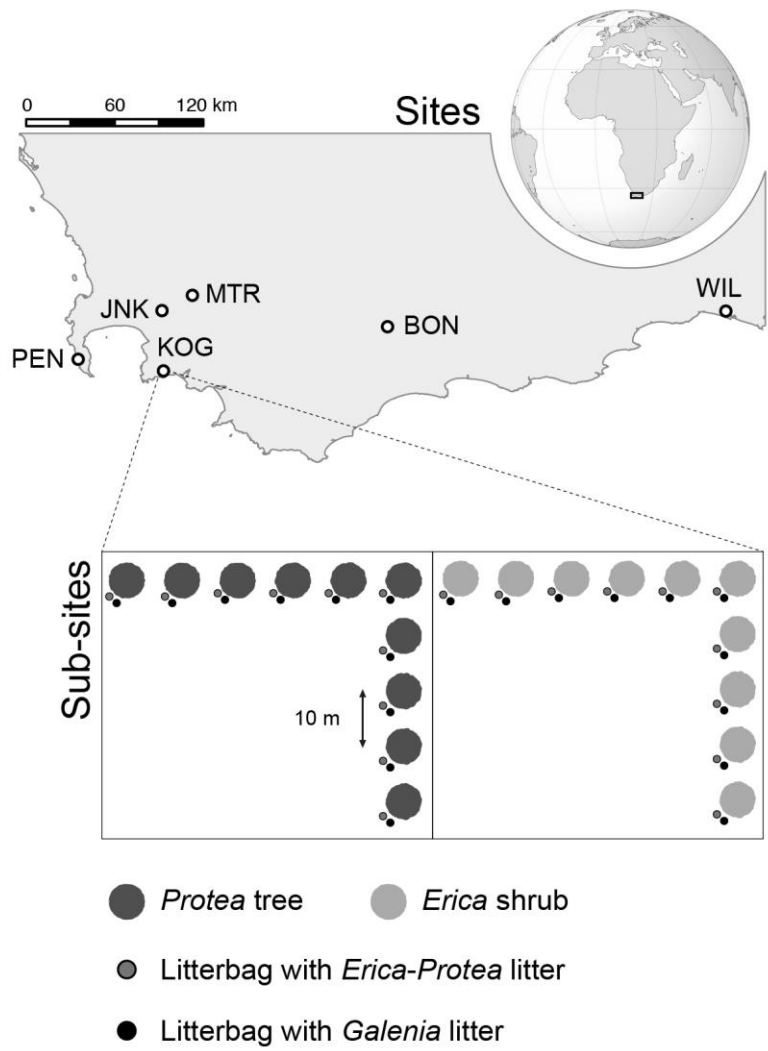 0 60 120 km
Sites
MTR
JNK
WIL
BON
KOG
PEN
Sub-sites
10 m
Protea tree
Erica shrub
Litterbag with Erica-Protea litter
Litterbag with Galenia litter